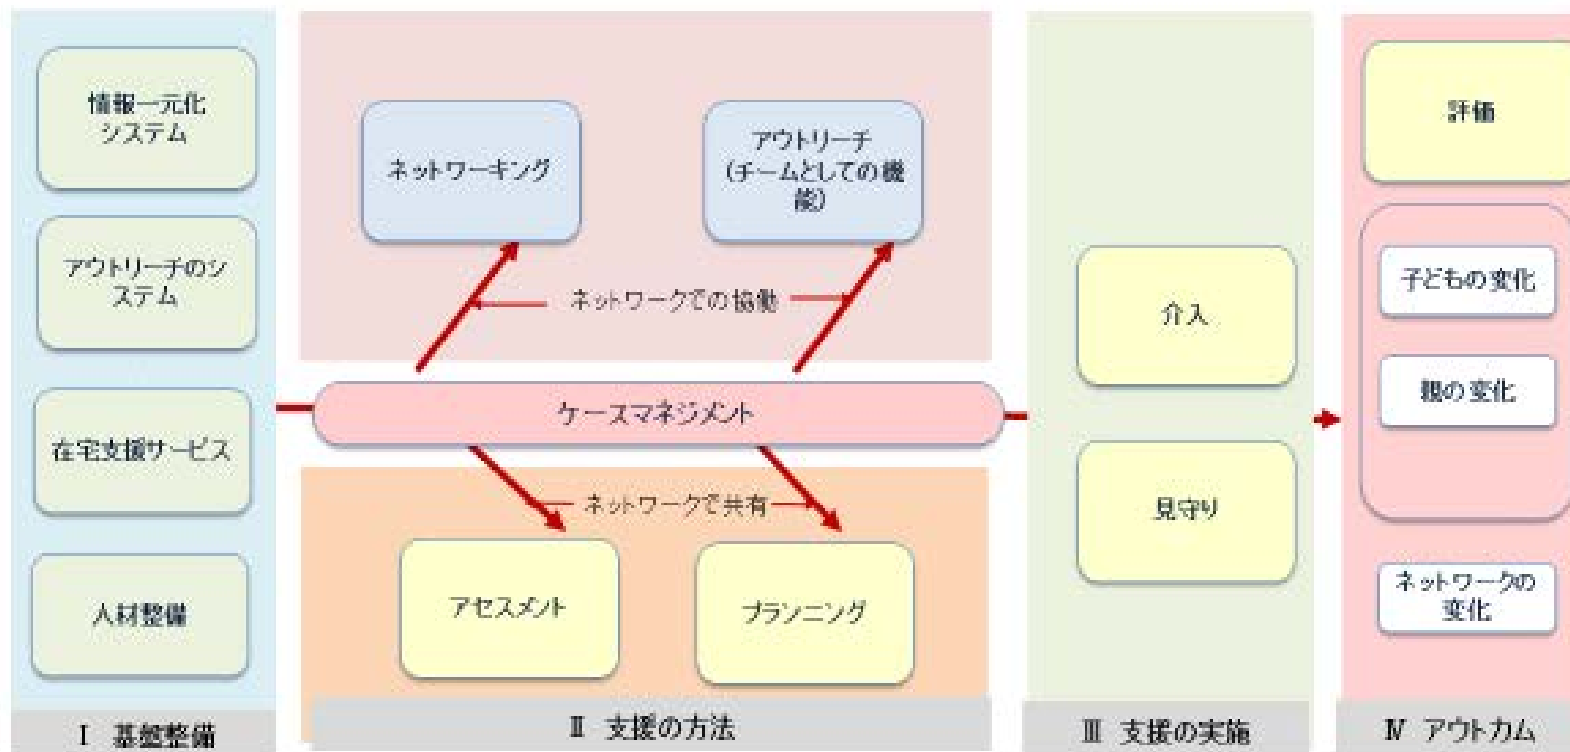 情報一元化
システム
アウトリーチのシ
ステム
在宅支援サービス
人材整備
Ⅰ 基盤整備
ネットワーキング
アウトリーチ
(チームとしての機
能)
ネットワークでの協働
ケースマネジメント
ネットワークで共有
アセスメント
プランニング
Ⅱ 支援の方法
介入
見守り
Ⅲ 支援の実施
評価
子どもの変化
親の変化
ネットワークの
変化
Ⅳ アウトカム